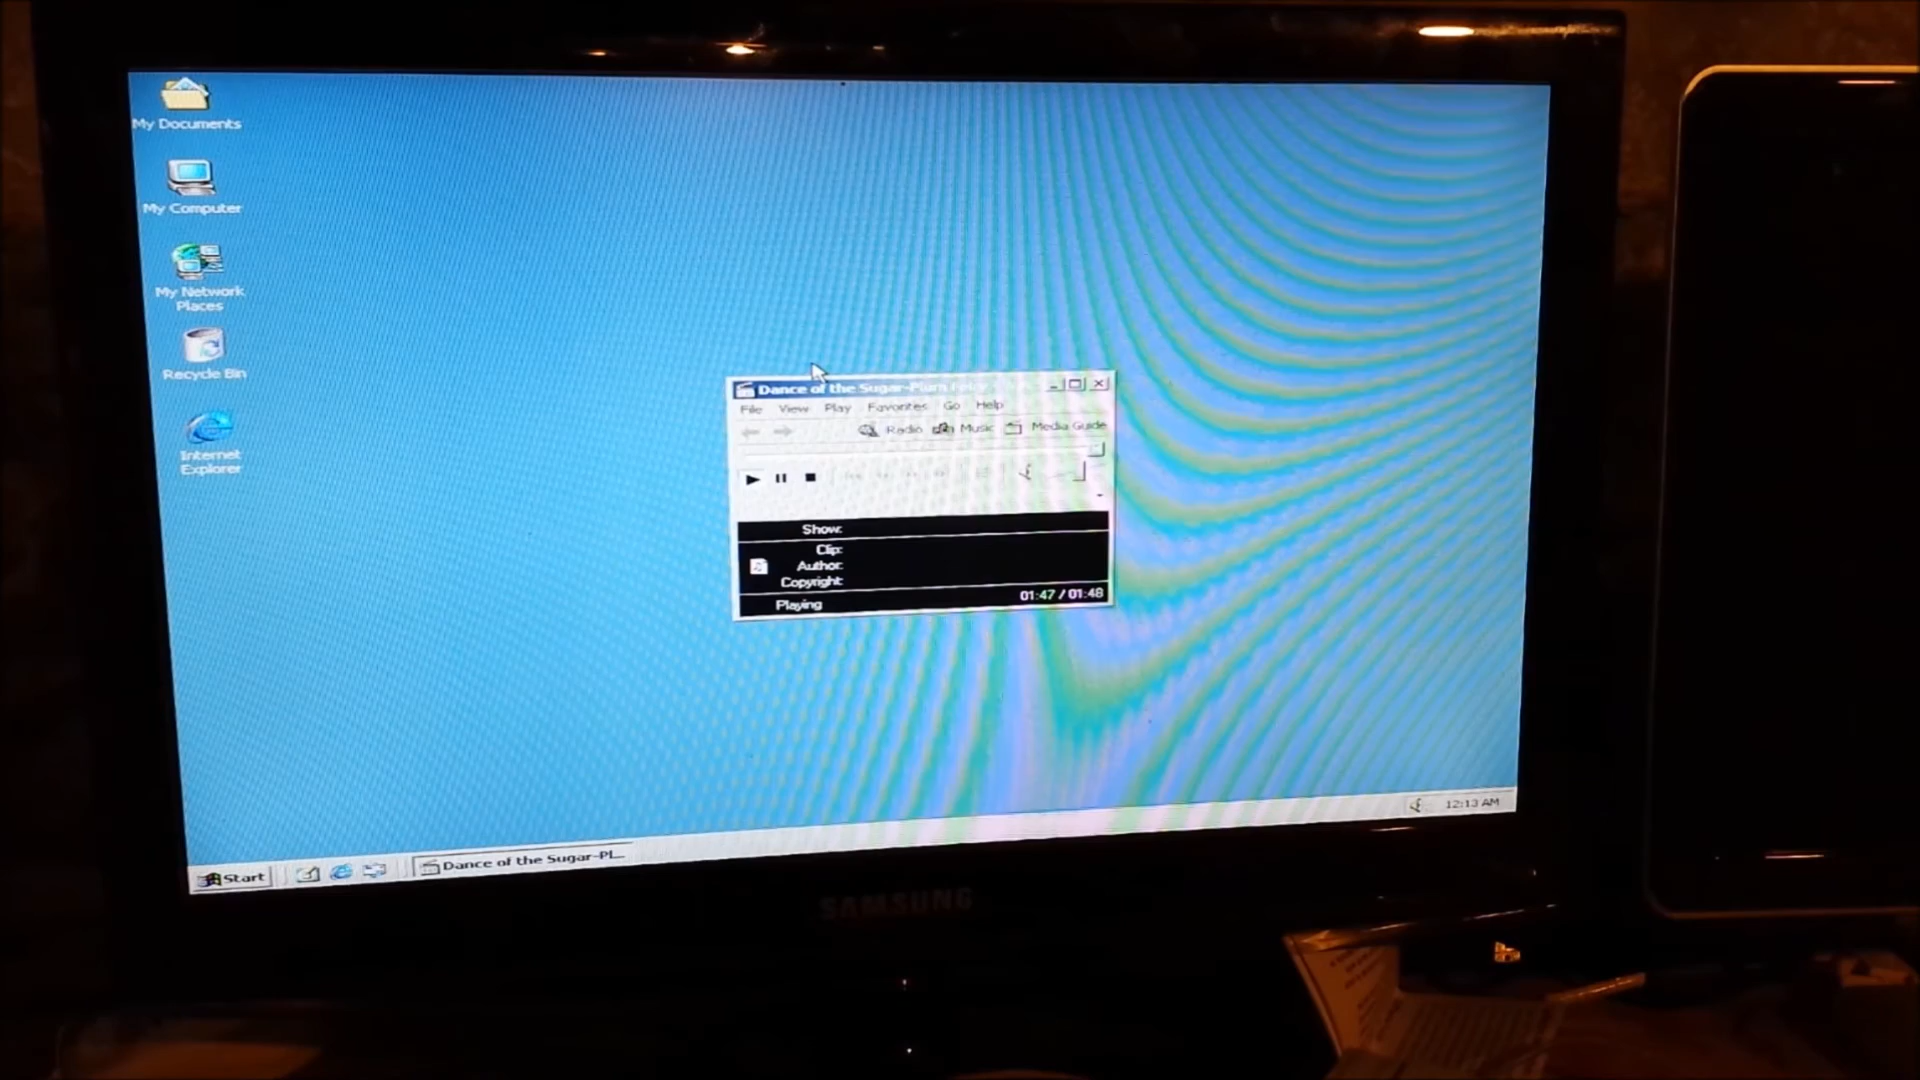 My Documents
My Computer
My Network
Places
Recycle Bin
Internet
Explorer
Dance of the Sugar-Plum Fairy
File View Play Favorites Go Help
Radio Music Media Guide
Show:
Clip:
Author:
Copyright:
Playing 01:47 / 01:48
Start Dance of the Sugar-Pl... 12:13 AM
SAMSUNG